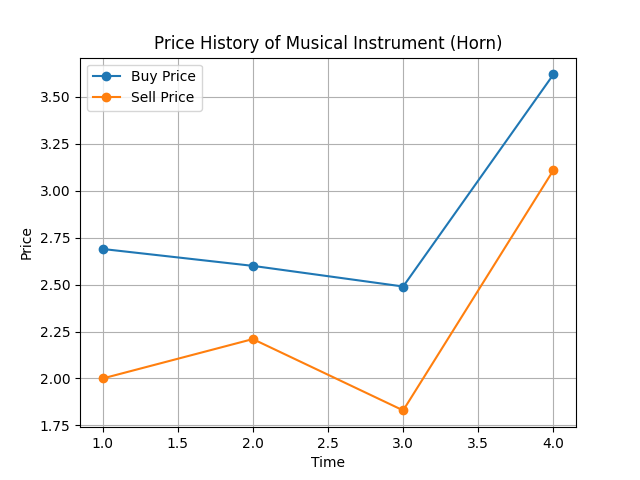 Price History of Musical Instrument (Horn)
Buy Price
Sell Price
Price
3.50
3.25
3.00
2.75
2.50
2.25
2.00
1.75
1.0 1.5 2.0 2.5 3.0 3.5 4.0
Time